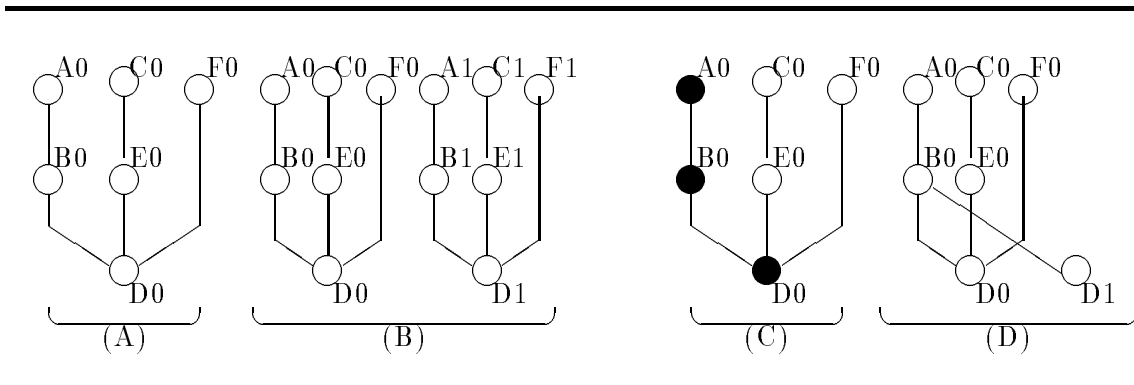 A0 C0 F0 A0 C0 F0 A1 C1 F1 A0 C0 F0 A0 C0 F0
B0 E0 B0 E0 B1 E1 B0 E0 B0 E0
D0 D0 D1 D0 D0 D1
(A) (B) (C) (D)